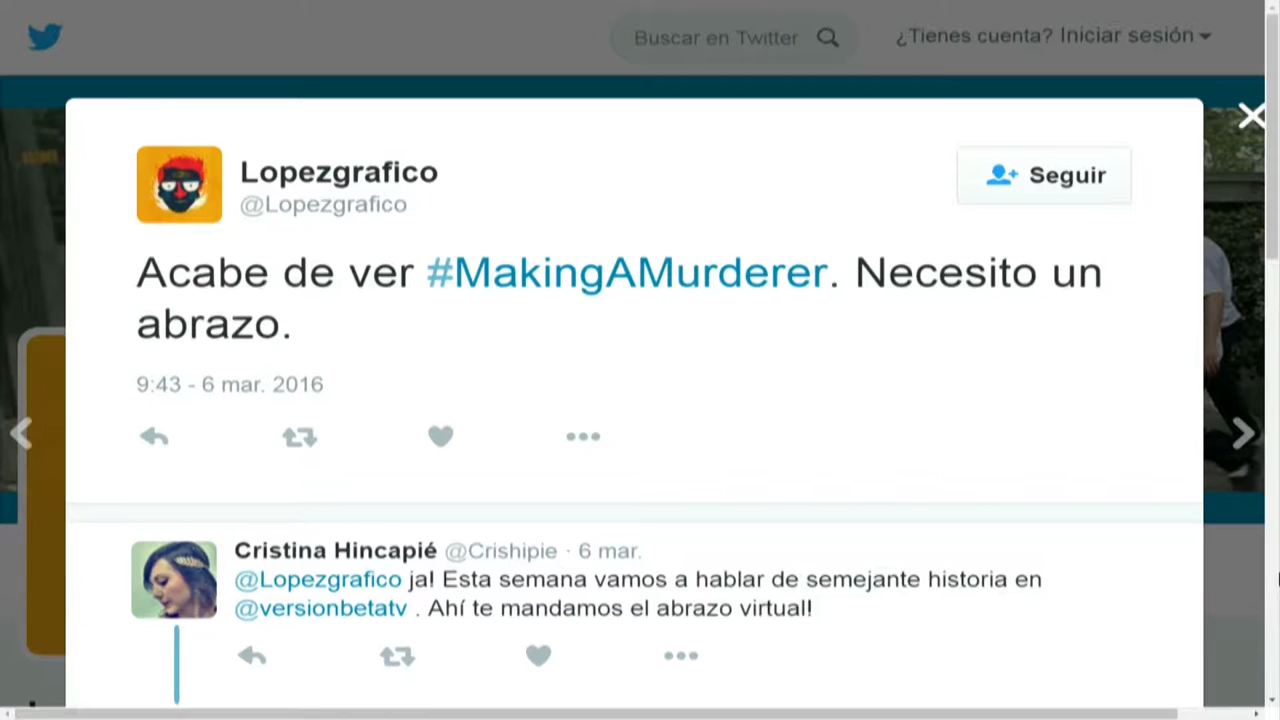 Buscar en Twitter
¿Tienes cuenta? Iniciar sesión
Lopezgrafico
@Lopezgrafico
Seguir
Acabe de ver #MakingAMurderer. Necesito un
abrazo.
9:43 - 6 mar. 2016
Cristina Hincapié @Crishipie · 6 mar.
@Lopezgrafico ja! Esta semana vamos a hablar de semejante historia en
@versionbetatv . Ahí te mandamos el abrazo virtual!